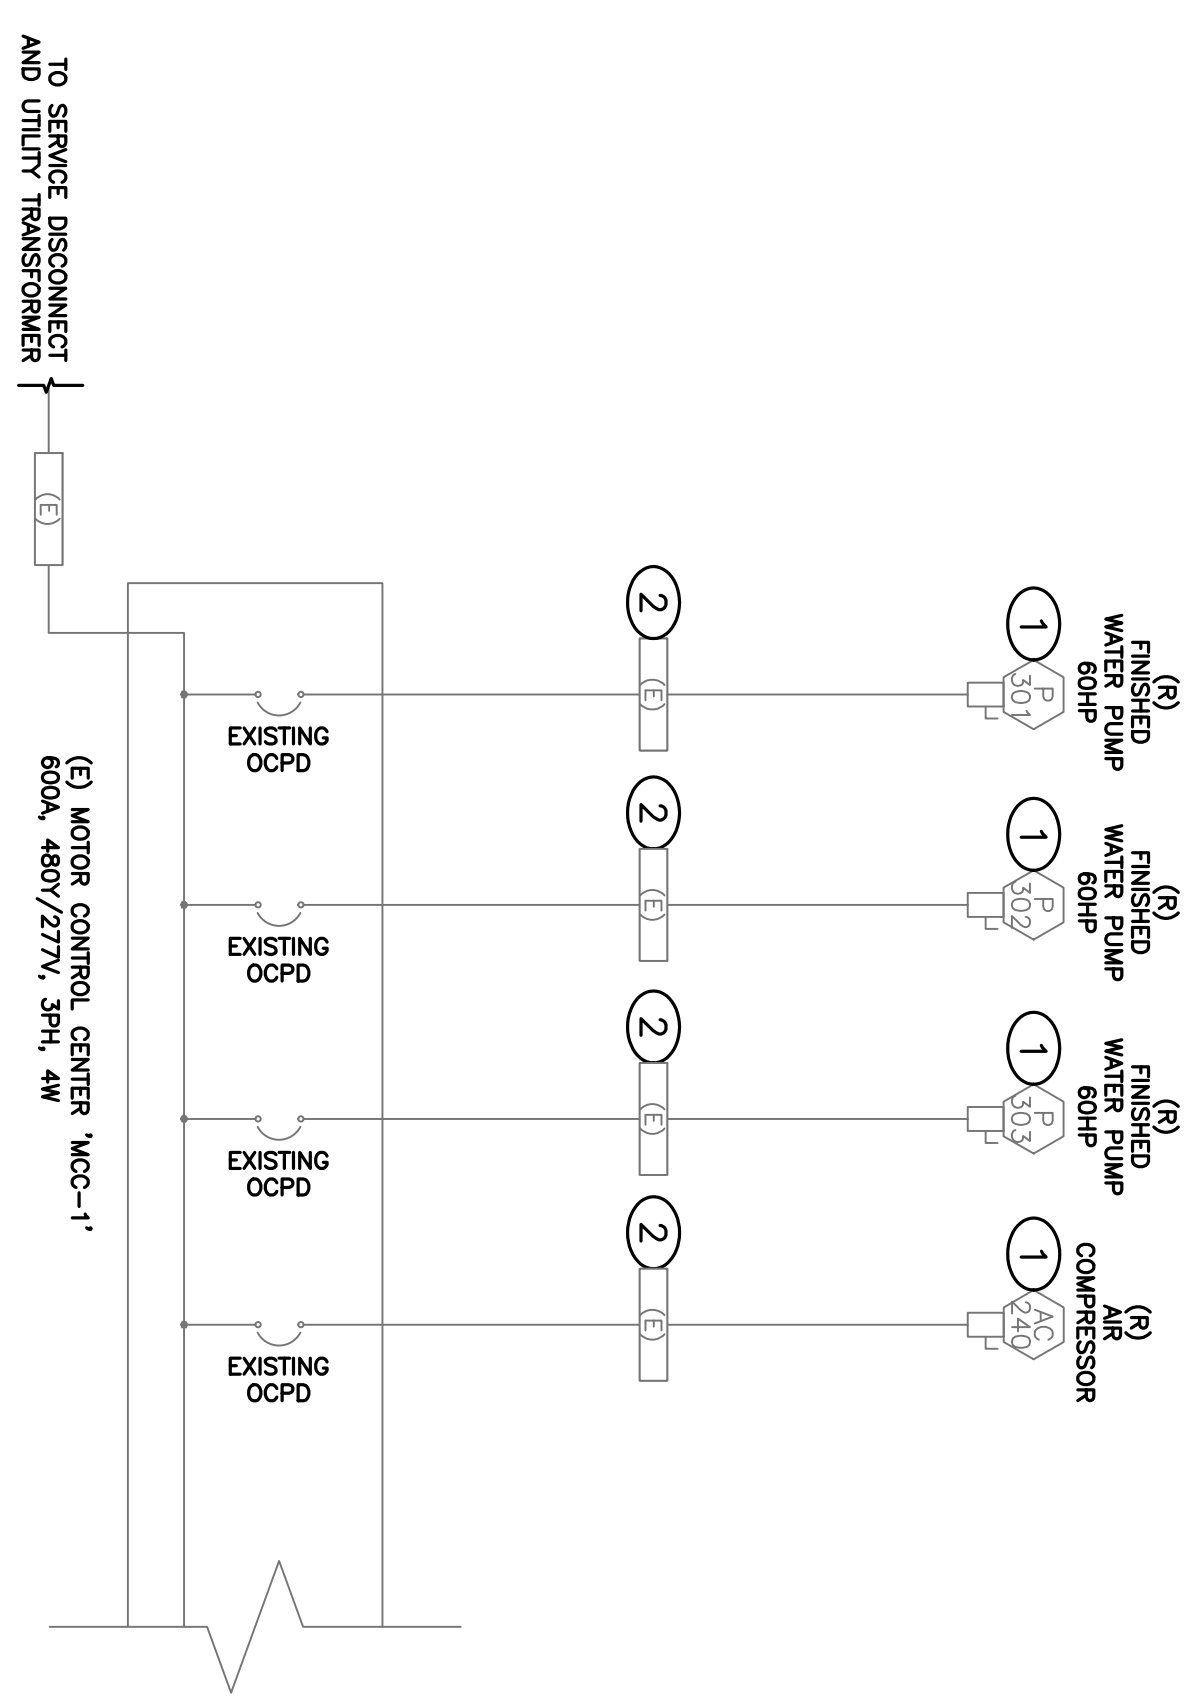 (R)
FINISHED
WATER PUMP
60HP
1
P
301
(R)
FINISHED
WATER PUMP
60HP
1
P
302
(R)
FINISHED
WATER PUMP
60HP
1
P
303
(R)
AIR
COMPRESSOR
1
AC
240
2
(E)
2
(E)
2
(E)
2
(E)
EXISTING
OCPD
EXISTING
OCPD
EXISTING
OCPD
EXISTING
OCPD
(E) MOTOR CONTROL CENTER 'MCC-1'
600A, 480Y/277V, 3PH, 4W
TO SERVICE DISCONNECT
AND UTILITY TRANSFORMER
(E)